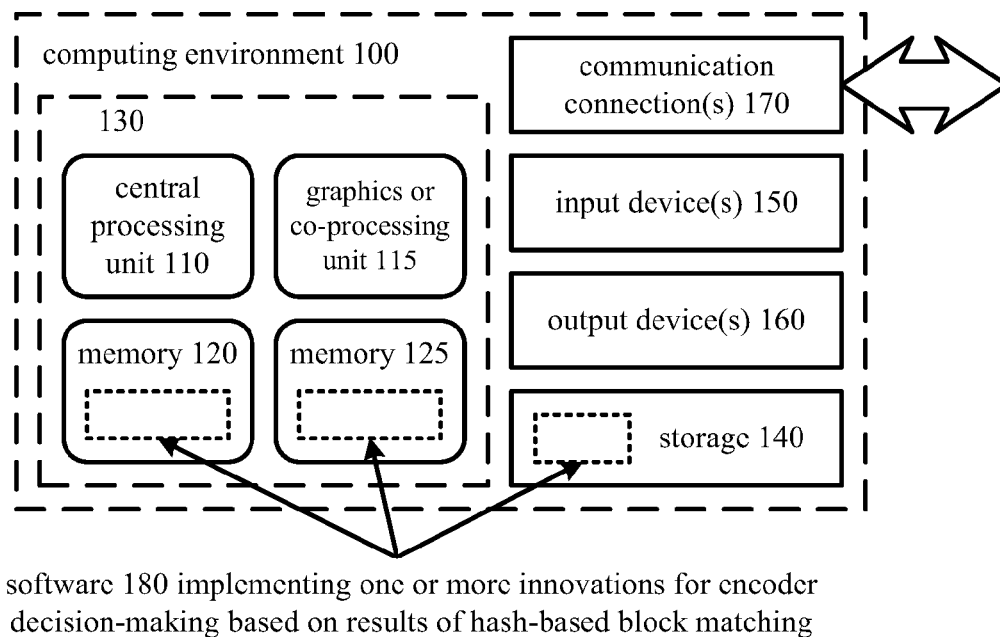 computing environment 100
130
central
processing
unit 110
graphics or
co-processing
unit 115
memory 120
memory 125
communication
connection(s) 170
input device(s) 150
output device(s) 160
storage 140
software 180 implementing one or more innovations for encoder
decision-making based on results of hash-based block matching